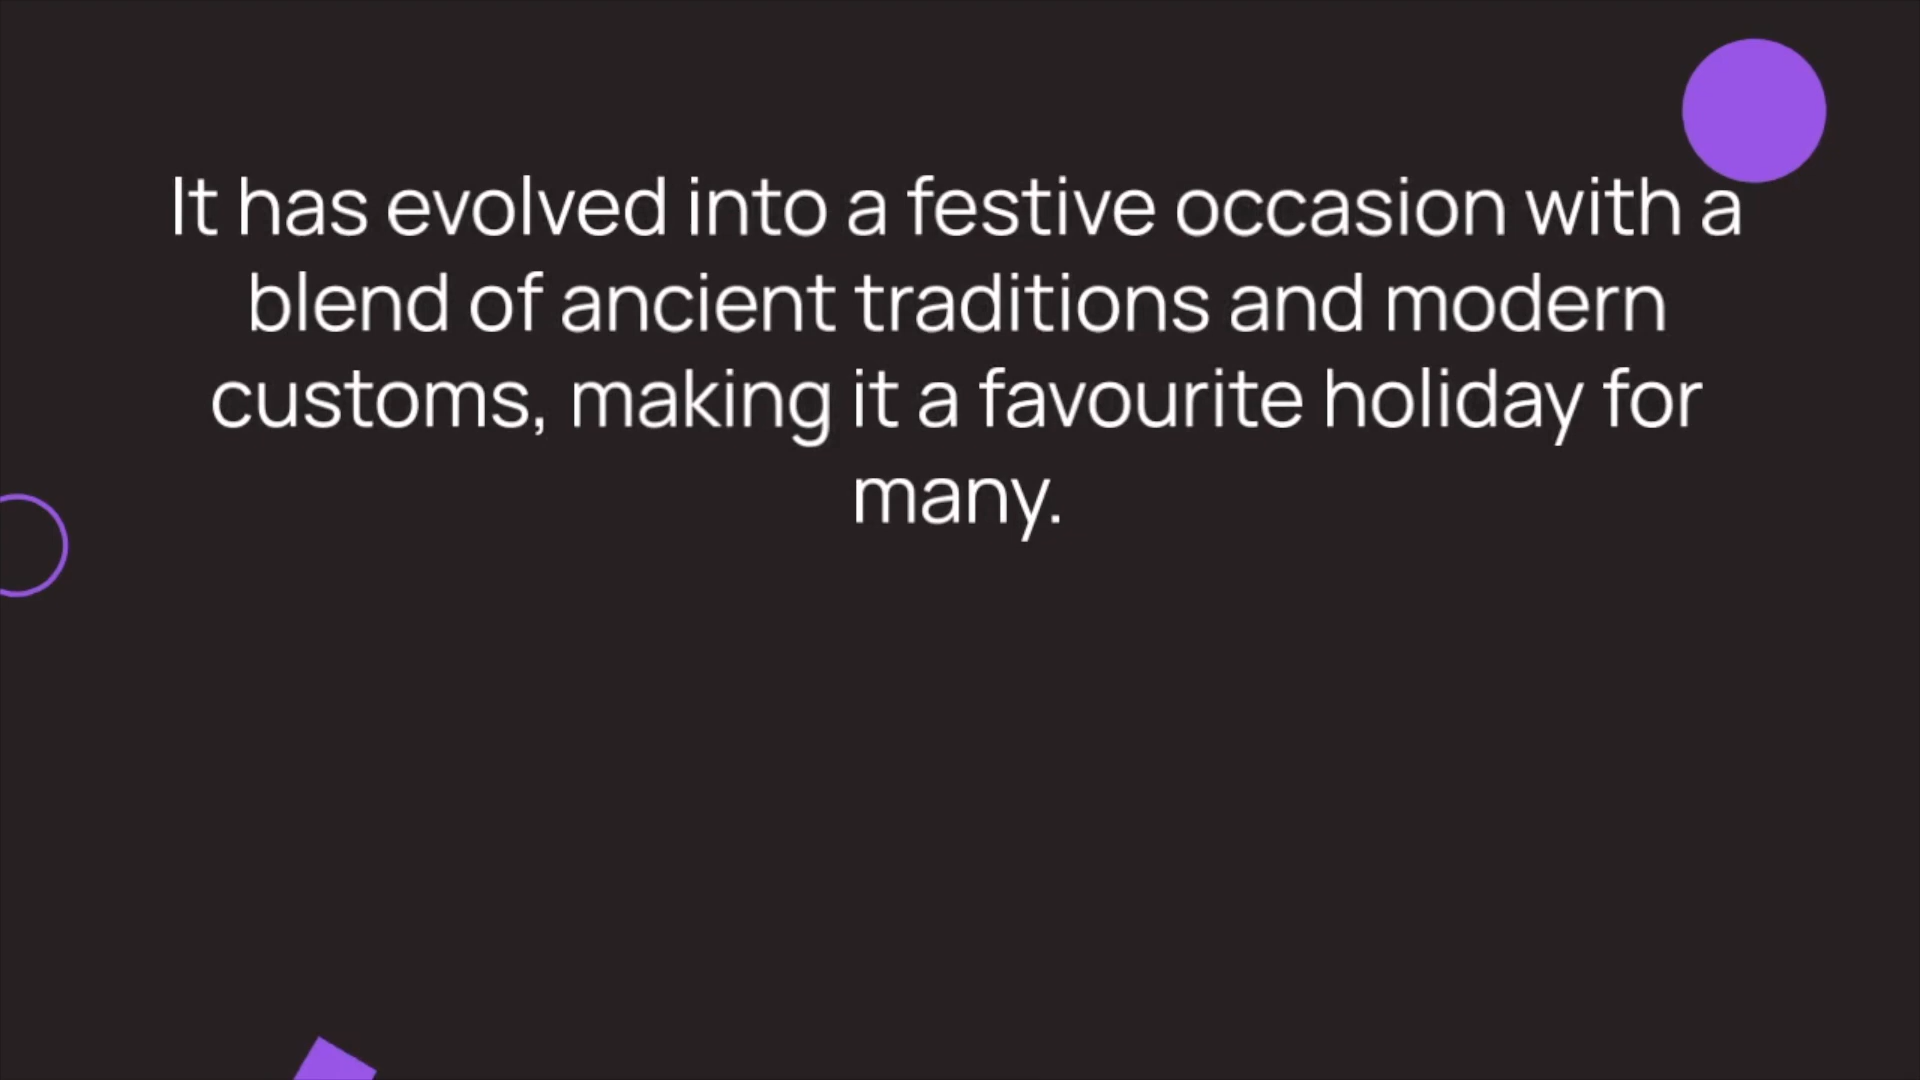 It has evolved into a festive occasion with a
blend of ancient traditions and modern
customs, making it a favourite holiday for
many.